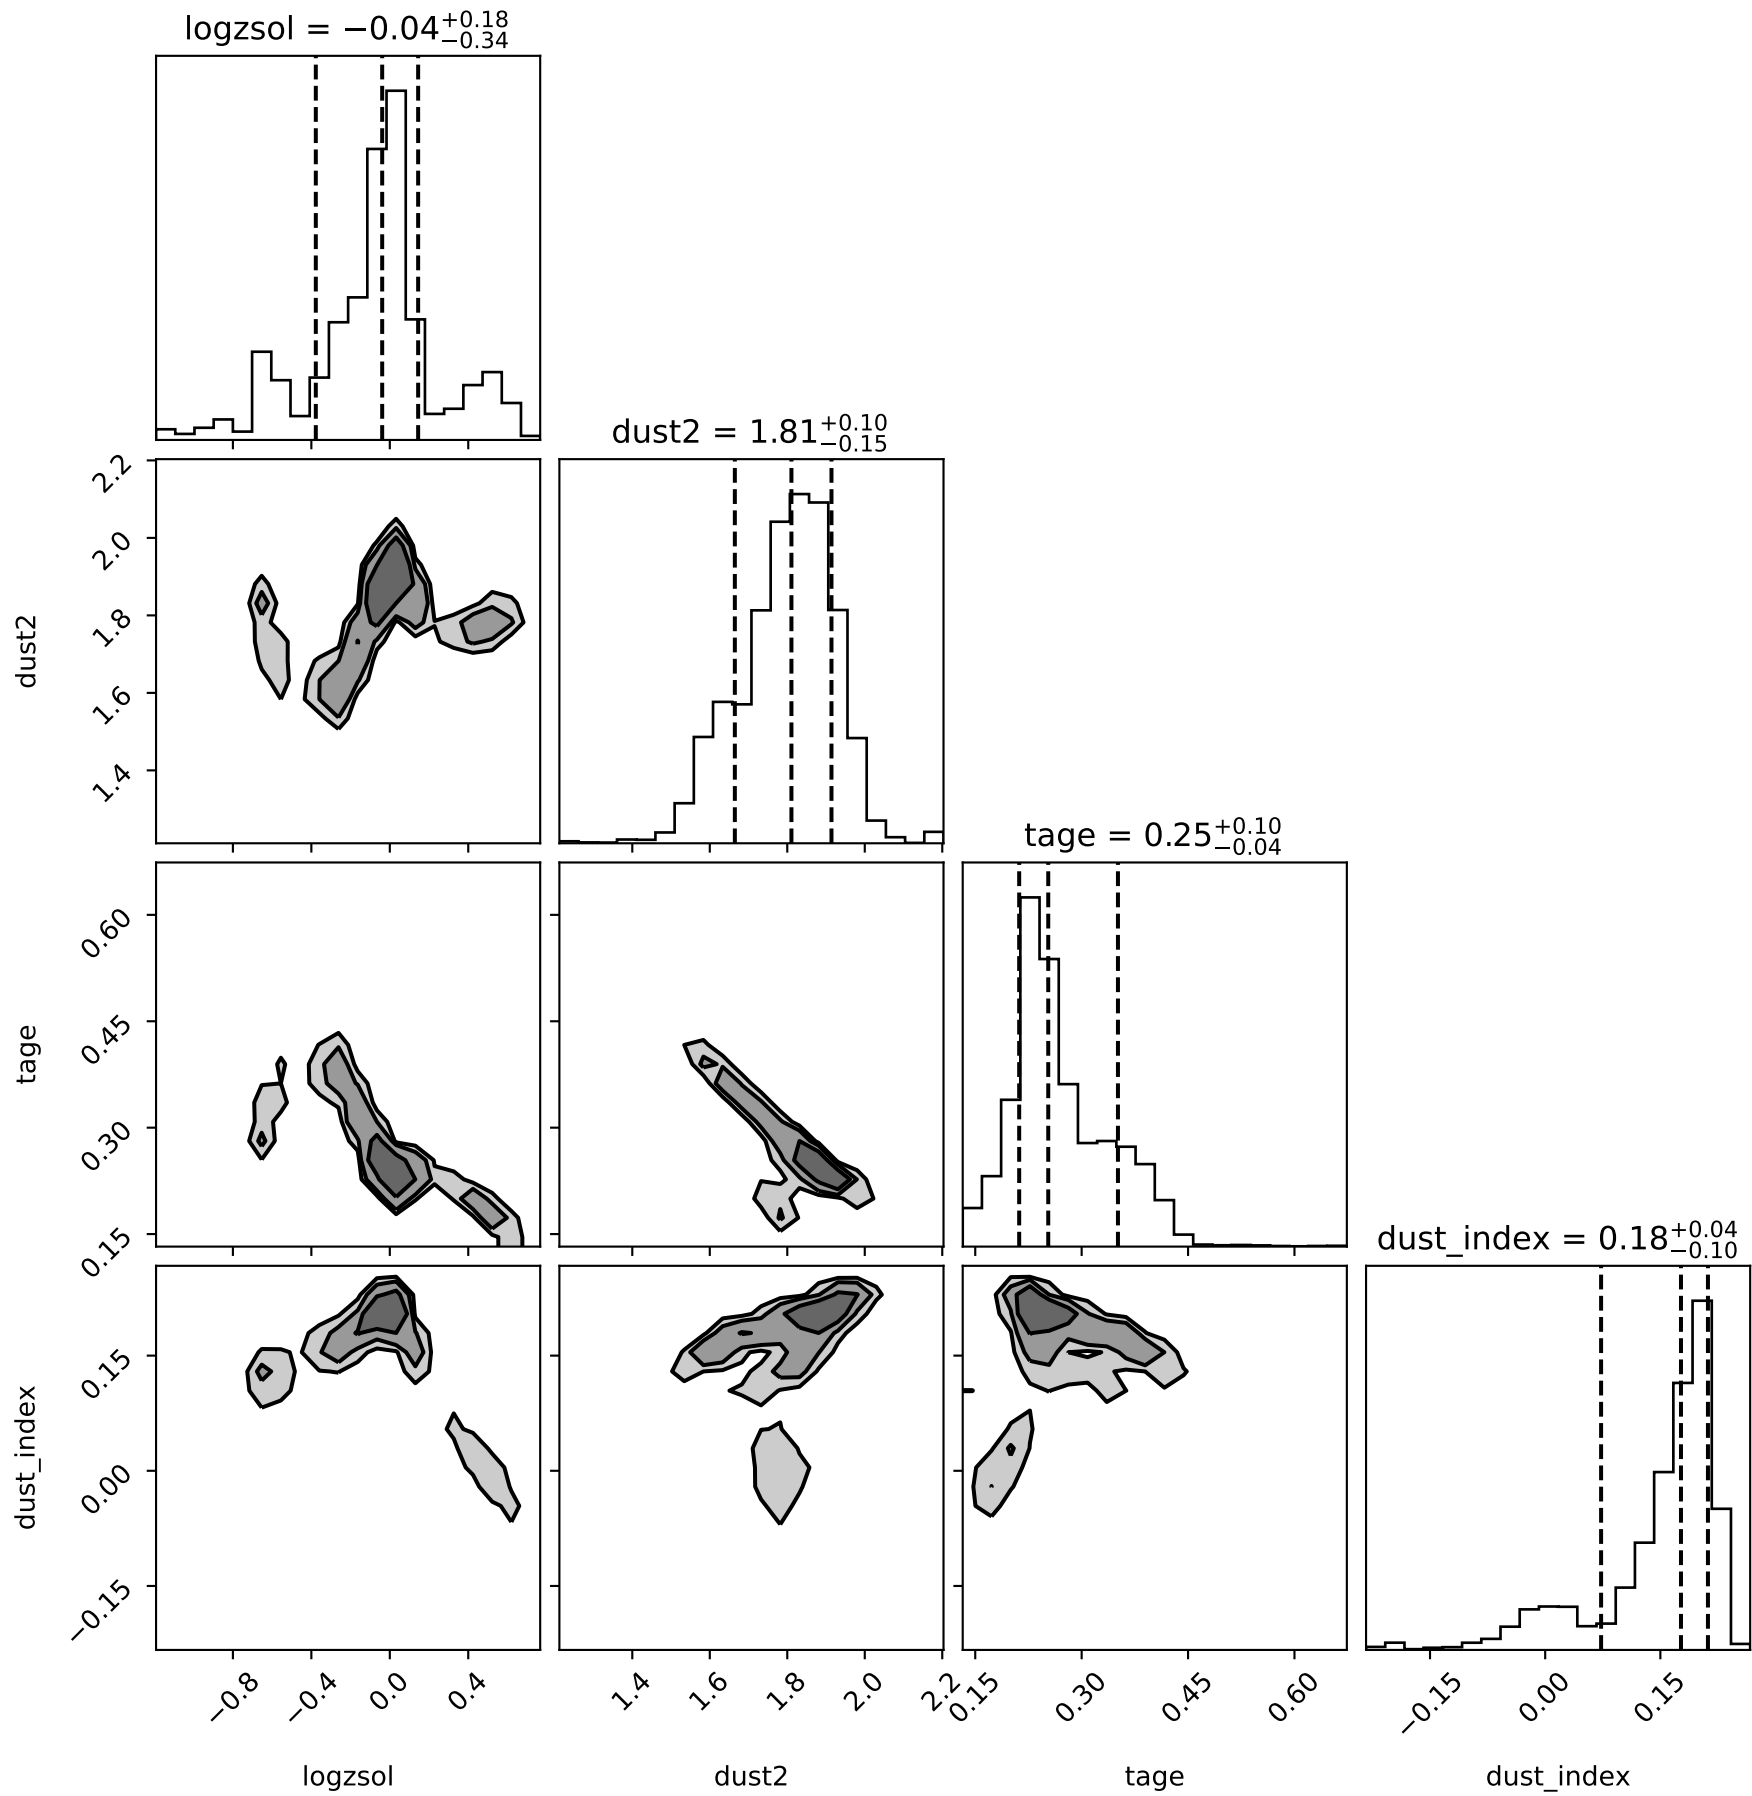 logzsol = −0.04+0.18−0.34
dust2 = 1.81+0.10−0.15
tage = 0.25+0.10−0.04
dust_index = 0.18+0.04−0.10
2.2
2.0
1.8
1.6
1.4
dust2
0.60
0.45
0.30
0.15
tage
0.15
0.00
−0.15
dust_index
−0.8 −0.4 0.0 0.4
1.4 1.6 1.8 2.0 2.2
0.15 0.30 0.45 0.60
−0.15 0.00 0.15
logzsol
dust2
tage
dust_index